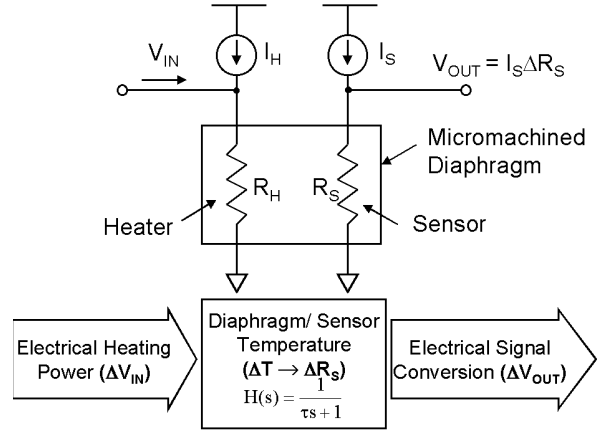 V_IN
I_H
I_S
V_OUT = I_SΔR_S
Micromachined
Diaphragm
R_H
R_S
Heater
Sensor
Electrical Heating
Power (ΔV_IN)
Diaphragm/ Sensor
Temperature
(ΔT → ΔR_S)
H(s) = 1/(τs + 1)
Electrical Signal
Conversion (ΔV_OUT)